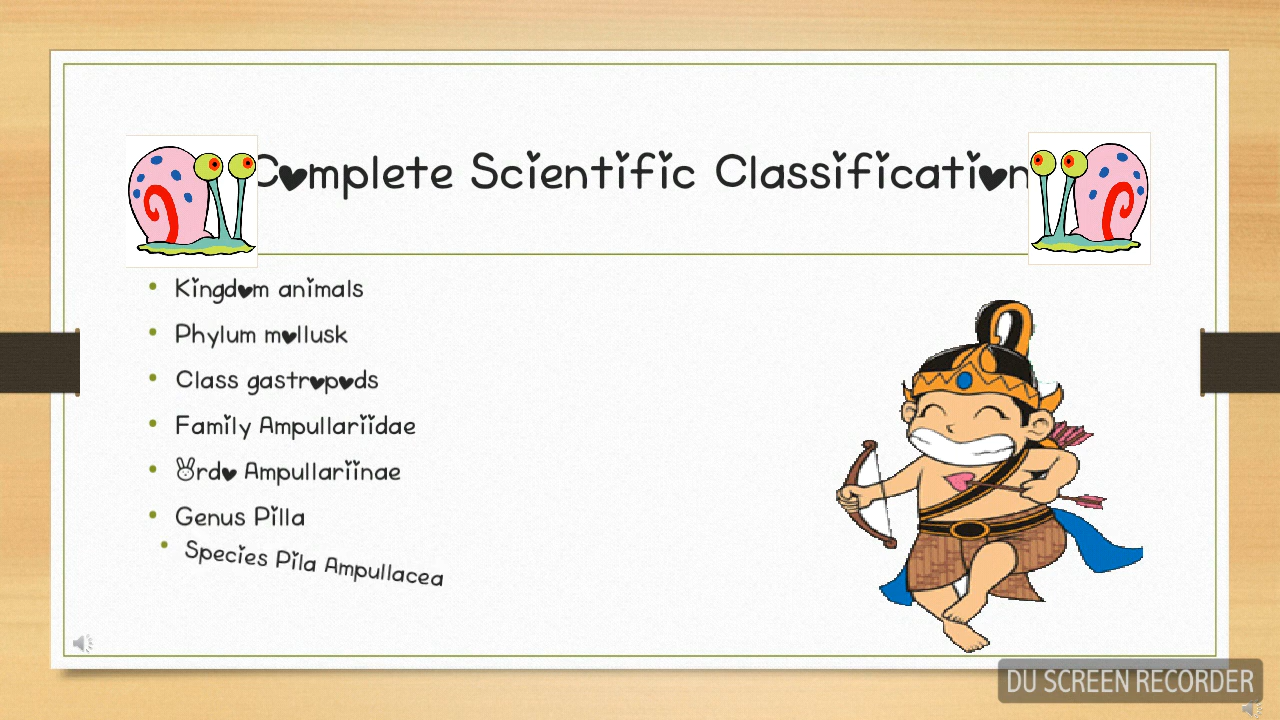 Complete Scientific Classification
Kingdom animals
Phylum mollusk
Class gastropods
Family Ampullariidae
Ordo Ampullariinae
Genus Pilla
Species Pila Ampullacea
DU SCREEN RECORDER